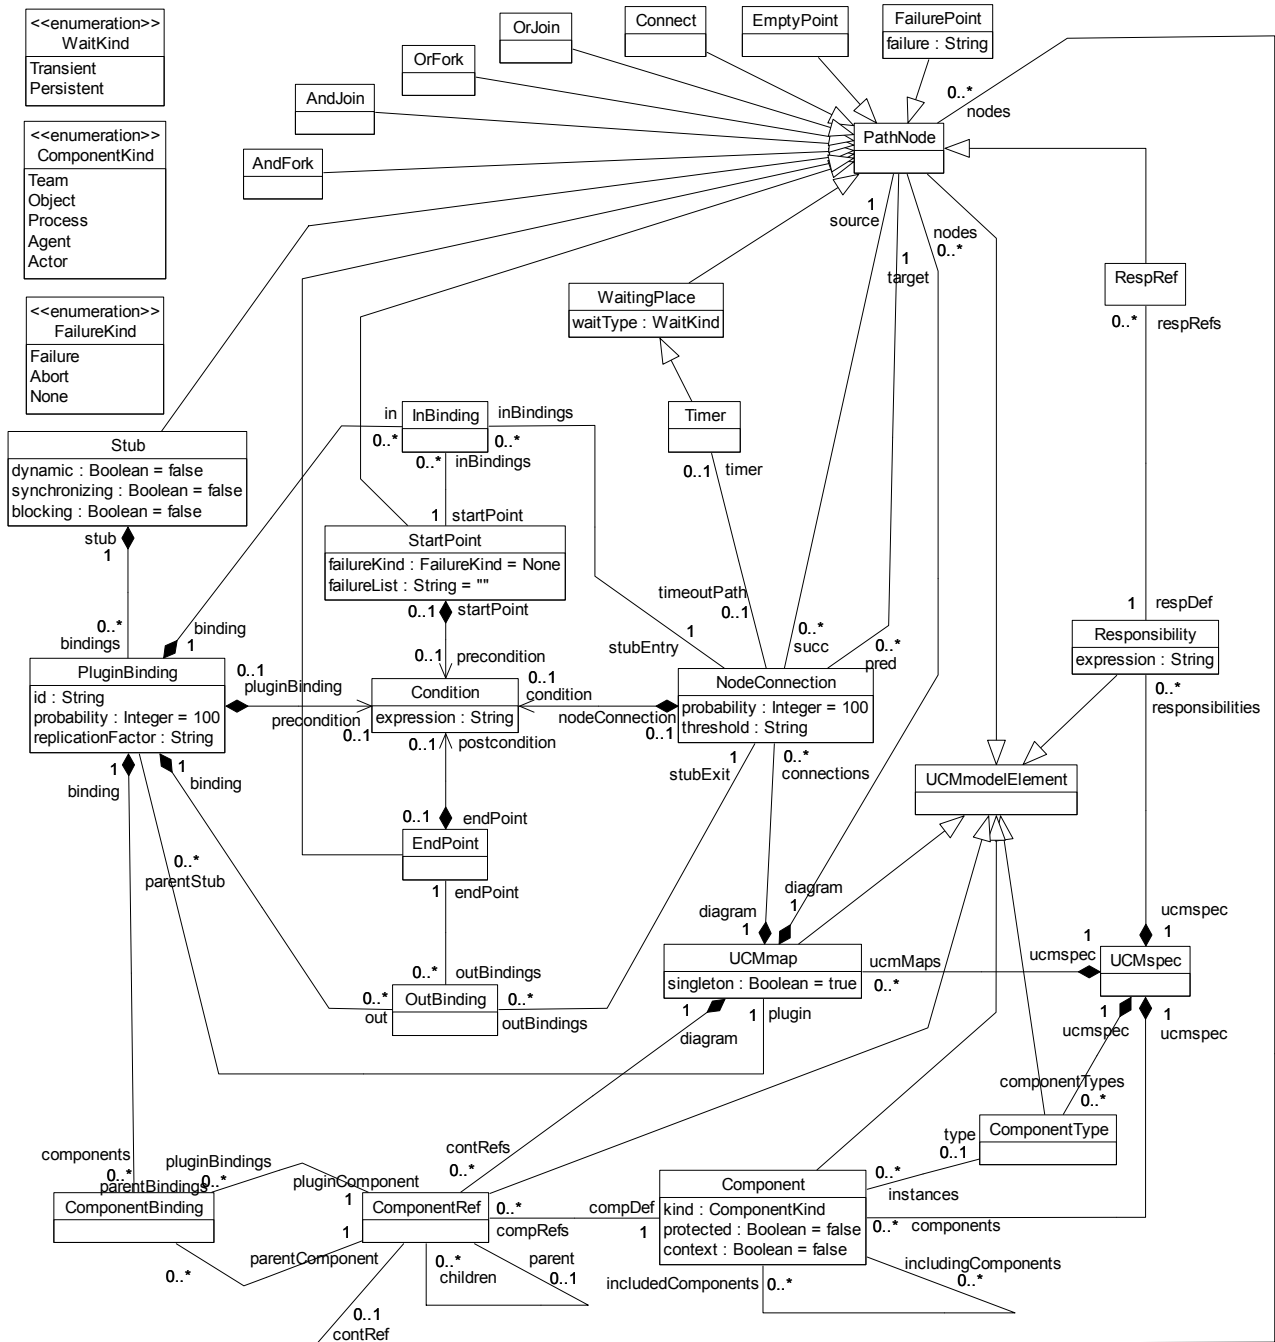 <<enumeration>>
WaitKind
Transient
Persistent
<<enumeration>>
ComponentKind
Team
Object
Process
Agent
Actor
<<enumeration>>
FailureKind
Failure
Abort
None
OrJoin
Connect
EmptyPoint
FailurePoint
failure : String
OrFork
AndJoin
AndFork
0..*
nodes
PathNode
1
source
1
target
nodes
0..*
RespRef
0..*
respRefs
WaitingPlace
waitType : WaitKind
Timer
0..1
timer
in
0..*
InBinding
inBindings
0..*
0..*
inBindings
Stub
dynamic : Boolean = false
synchronizing : Boolean = false
blocking : Boolean = false
stub
1
1
startPoint
StartPoint
failureKind : FailureKind = None
failureList : String = ""
0..1
startPoint
timeoutPath
0..1
0..*
succ
pred
0..*
1
stubEntry
1
respDef
Responsibility
expression : String
0..*
responsibilities
0..*
bindings
binding
1
PluginBinding
id : String
probability : Integer = 100
replicationFactor : String
0..1
pluginBinding
precondition
0..1
0..1
precondition
Condition
expression : String
0..1
condition
nodeConnection
0..1
NodeConnection
probability : Integer = 100
threshold : String
0..1
postcondition
1
binding
1
binding
1
stubExit
0..*
connections
UCMmodelElement
0..1
endPoint
EndPoint
1
endPoint
0..*
parentStub
diagram
1
diagram
1
ucmspec
1
1
ucmspec
UCMmap
singleton : Boolean = true
ucmMaps
0..*
UCMspec
0..*
outBindings
0..*
out
OutBinding
0..*
outBindings
1
diagram
1
plugin
1
ucmspec
1
ucmspec
componentTypes
0..*
ComponentType
type
0..1
components
0..*
pluginBindings
0..*
parentBindings
pluginComponent
1
contRefs
0..*
ComponentBinding
ComponentRef
0..*
compRefs
compDef
1
Component
kind : ComponentKind
protected : Boolean = false
context : Boolean = false
0..*
instances
0..*
components
1
parentComponent
0..*
0..*
children
parent
0..1
includedComponents
0..*
includingComponents
0..*
0..1
contRef